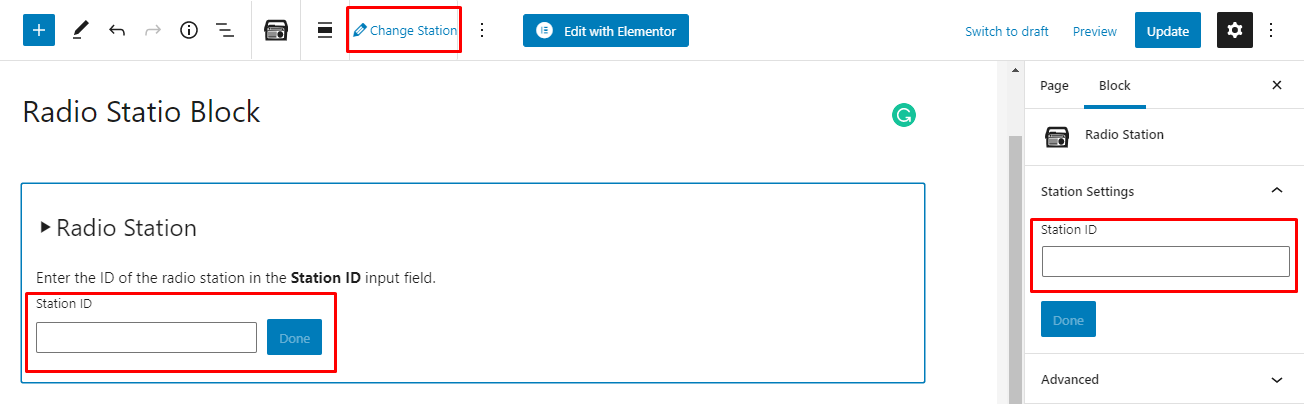 Change Station
Edit with Elementor
Switch to draft
Preview
Update
Radio Statio Block
Radio Station
Enter the ID of the radio station in the Station ID input field.
Station ID
Done
Page
Block
Radio Station
Station Settings
Station ID
Done
Advanced